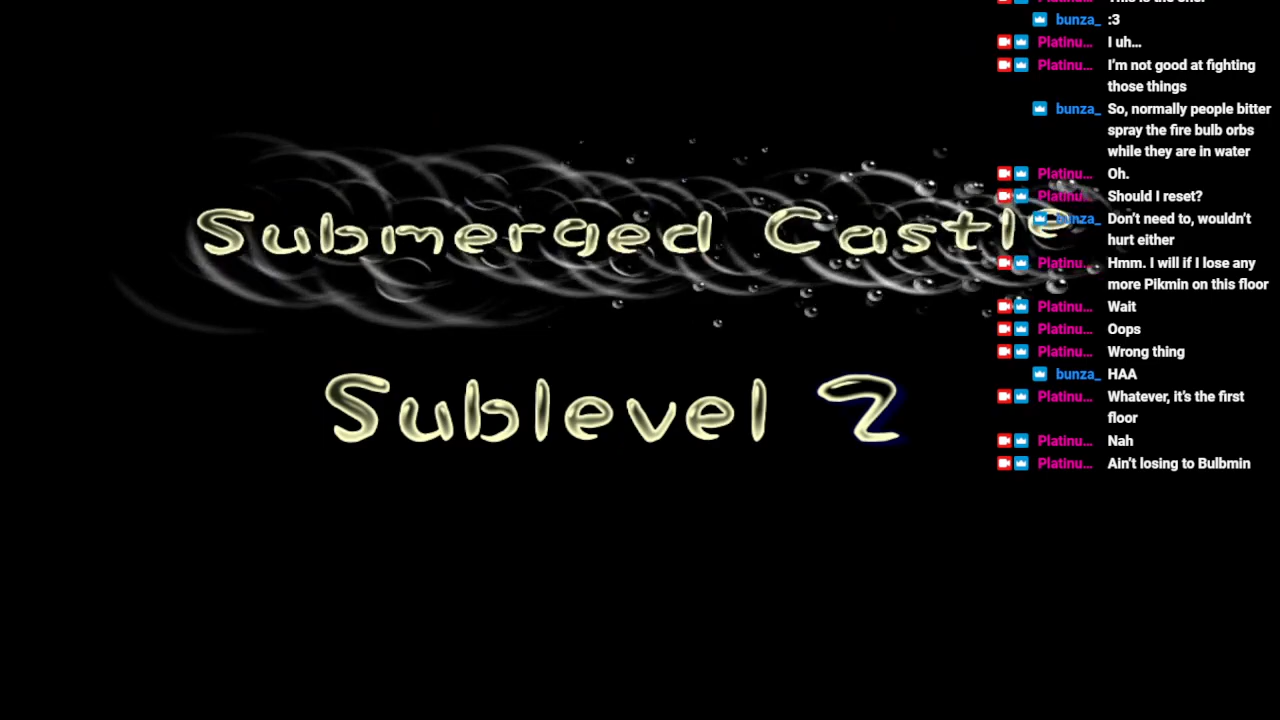 Submerged Castle
Sublevel 2
Platinu...
bunza_ :3
Platinu... I uh...
Platinu... I'm not good at fighting
those things
bunza_ So, normally people bitter
spray the fire bulb orbs
while they are in water
Platinu... Oh.
Platinu... Should I reset?
bunza_ Don't need to, wouldn't
hurt either
Platinu... Hmm. I will if I lose any
more Pikmin on this floor
Platinu... Wait
Platinu... Oops
Platinu... Wrong thing
bunza_ HAA
Platinu... Whatever, it's the first
floor
Platinu... Nah
Platinu... Ain't losing to Bulbmin